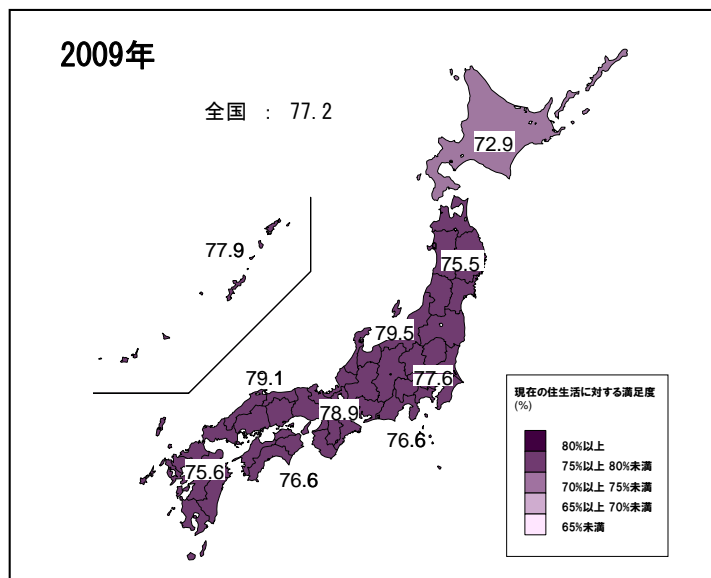 2009年
全国 : 77.2
72.9
77.9
75.5
79.5
79.1
77.6
78.9
76.6
75.6
76.6
現在の住生活に対する満足度
(%)
80%以上
75%以上 80%未満
70%以上 75%未満
65%以上 70%未満
65%未満